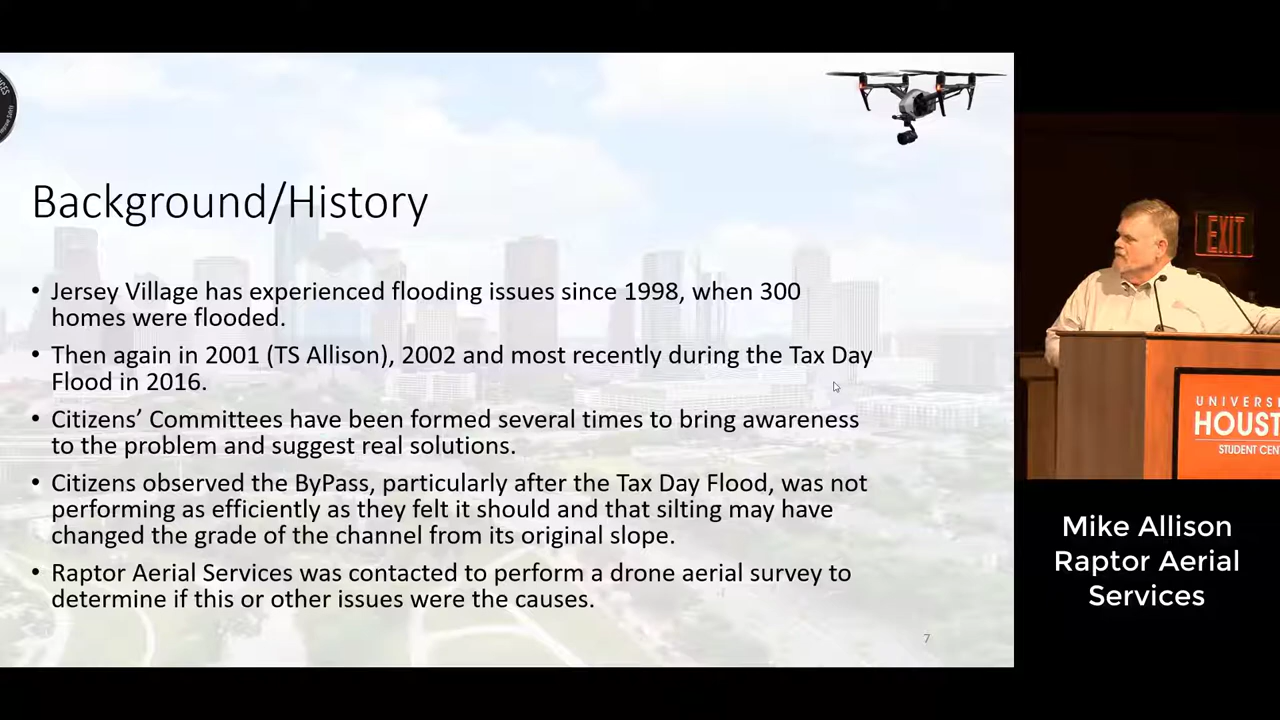 Background/History
• Jersey Village has experienced flooding issues since 1998, when 300
homes were flooded.
• Then again in 2001 (TS Allison), 2002 and most recently during the Tax Day
Flood in 2016.
• Citizens’ Committees have been formed several times to bring awareness
to the problem and suggest real solutions.
• Citizens observed the ByPass, particularly after the Tax Day Flood, was not
performing as efficiently as they felt it should and that silting may have
changed the grade of the channel from its original slope.
• Raptor Aerial Services was contacted to perform a drone aerial survey to
determine if this or other issues were the causes.
7
EXIT
UNIVERSI
HOUST
STUDENT CEN
Mike Allison
Raptor Aerial
Services